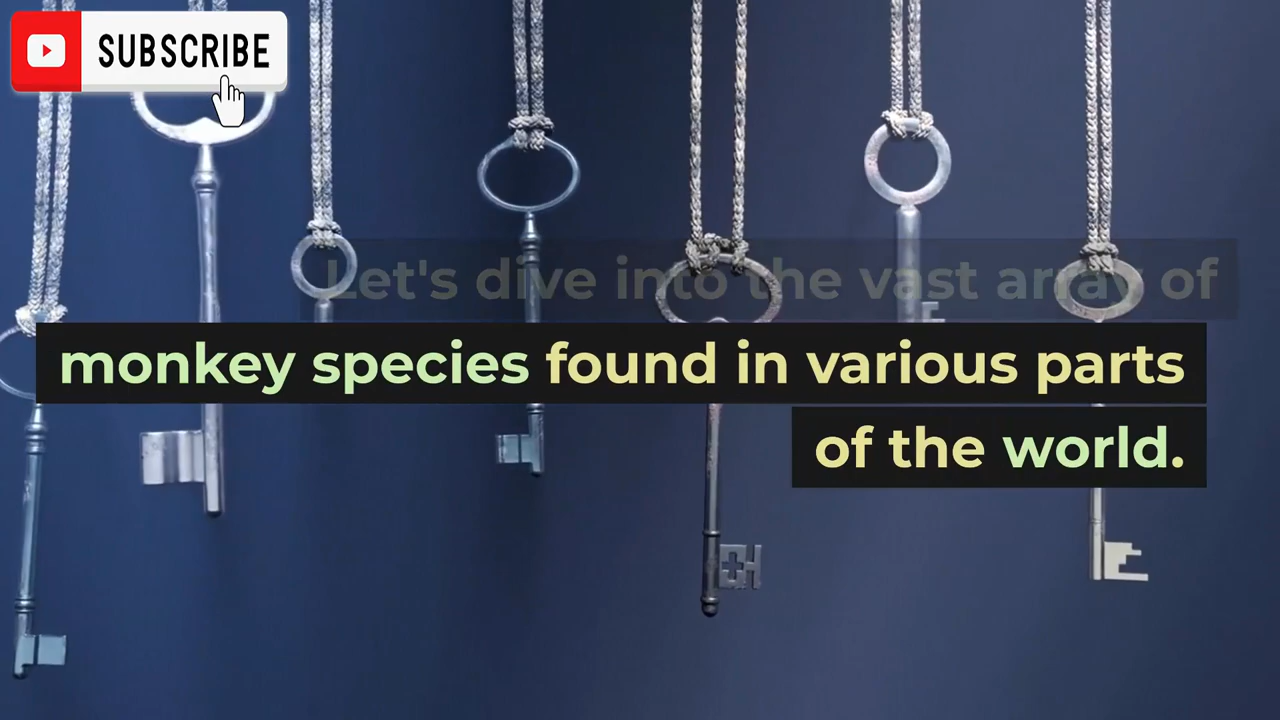 SUBSCRIBE
Let's dive into the vast array of
monkey species found in various parts
of the world.